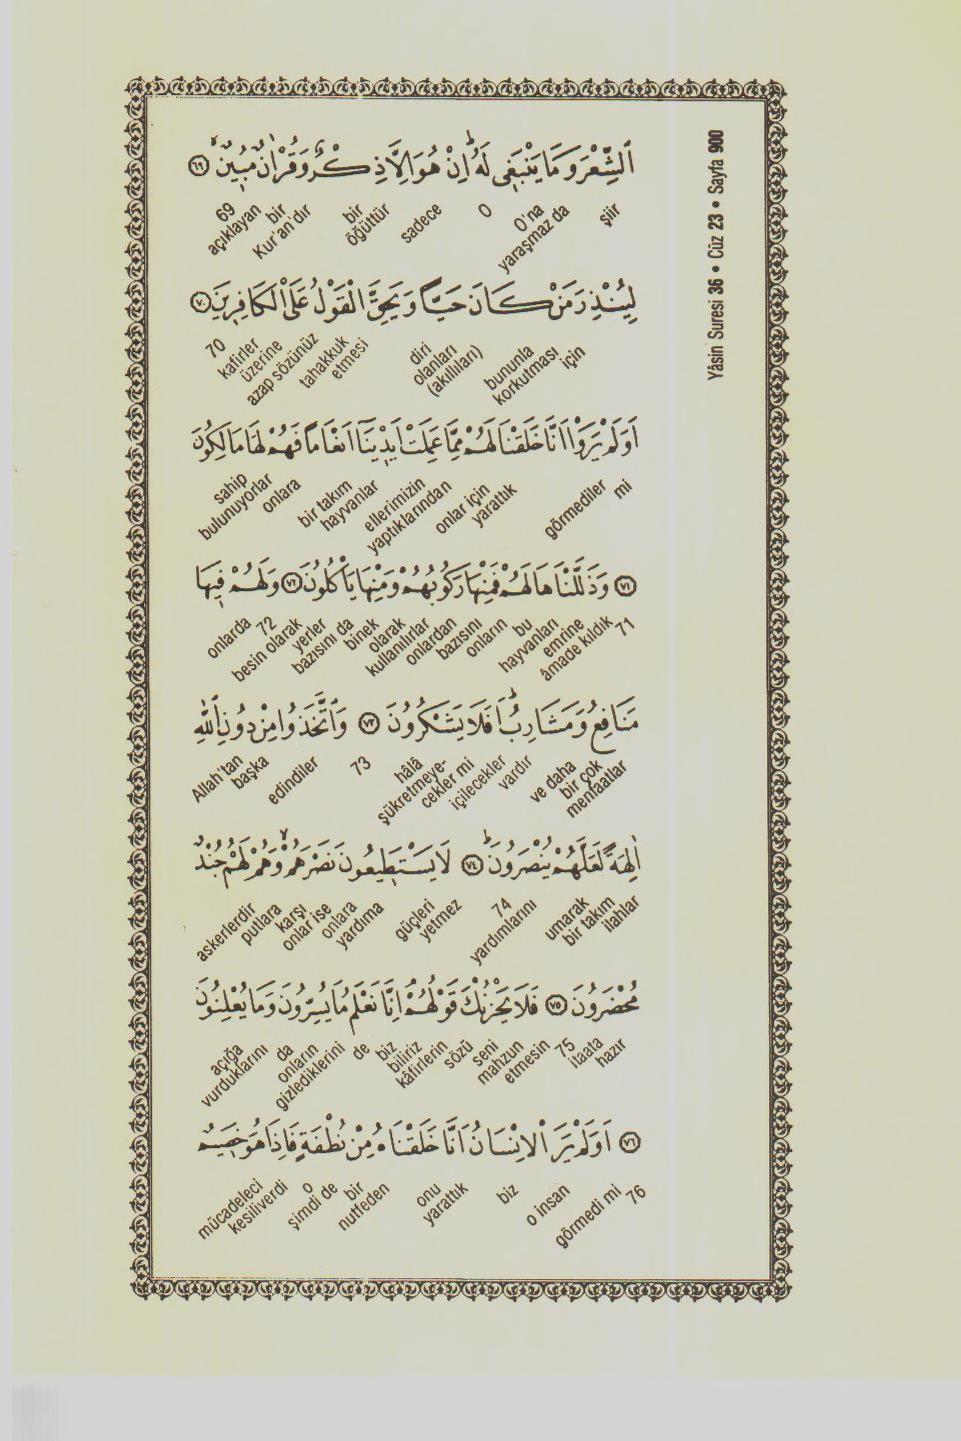 Yâsin Suresi 36 • Cüz 23 • Sayfa 900
اَلشِّعْرَ وَمَا يَنْبَغ۪ى لَهُ ۜ اِنْ هُوَ اِلَّا ذِكْرٌ وَقُرْاٰنٌ مُب۪ينٌ ۙ ﴿٦٩﴾
şiir O'na yaraşmaz da O sadece bir öğüttür bir Kur'an'dır açıklayan 69
لِيُنْذِرَ مَنْ كَانَ حَيًّا وَيَحِقَّ الْقَوْلُ عَلَى الْكَافِر۪ينَ ﴿٧٠﴾
bununla korkutması için diri olanları (akıllıları) tahakkuk etmesi azap sözünüz kafirler üzerine 70
اَوَلَمْ يَرَوْا اَنَّا خَلَقْنَا لَهُمْ مِمَّا عَمِلَتْ اَيْد۪ينَٓا اَنْعَامًا فَهُمْ لَهَا مَالِكُونَ
görmediler mi onlar için yarattık ellerimizin yaptıklarından bir takım hayvanlar onlara sahip bulunuyorlar
﴿٧١﴾ وَذَلَّلْنَاهَا لَهُمْ فَمِنْهَا رَكُوبُهُمْ وَمِنْهَا يَاْكُلُونَ ﴿٧٢﴾ وَلَهُمْ ف۪يهَا
71 bu hayvanları emrine âmade kıldık onların onlardan bazısını binek olarak kullanılırlar bazısını da yerler besin olarak 72 onlarda
مَنَافِعُ وَمَشَارِبُ ۜ اَفَلَا يَشْكُرُونَ ﴿٧٣﴾ وَاتَّخَذُوا مِنْ دُونِ اللّٰهِ
ve daha bir çok menfaatlar içilecekler vardır hâlâ şükretmeye- cekler mi 73 edindiler Allah'tan başka
اٰلِهَةً لَعَلَّهُمْ يُنْصَرُونَ ۜ ﴿٧٤﴾ لَا يَسْتَط۪يعُونَ نَصْرَهُمْ ۙ وَهُمْ لَهُمْ جُنْدٌ
umarak bir takım ilahlar 74 yardımlarını güçleri yetmez onlara yardıma karşı onlar ise putlara askerlerdir
مُحْضَرُونَ ﴿٧٥﴾ فَلَا يَحْزُنْكَ قَوْلُهُمْ ۢ اِنَّا نَعْلَمُ مَا يُسِرُّونَ وَمَا يُعْلِنُونَ
itaata hazır 75 seni mahzun etmesin kâfirlerin sözü biz biliriz de onların gizlediklerini da açığa vurduklarını
﴿٧٦﴾ اَوَلَمْ يَرَ الْاِنْسَانُ اَنَّا خَلَقْنَاهُ مِنْ نُطْفَةٍ فَاِذَا هُوَ خَص۪يمٌ
76 görmedi mi o insan biz onu yarattık bir nutfeden o şimdi de mücadeleci kesiliverdi